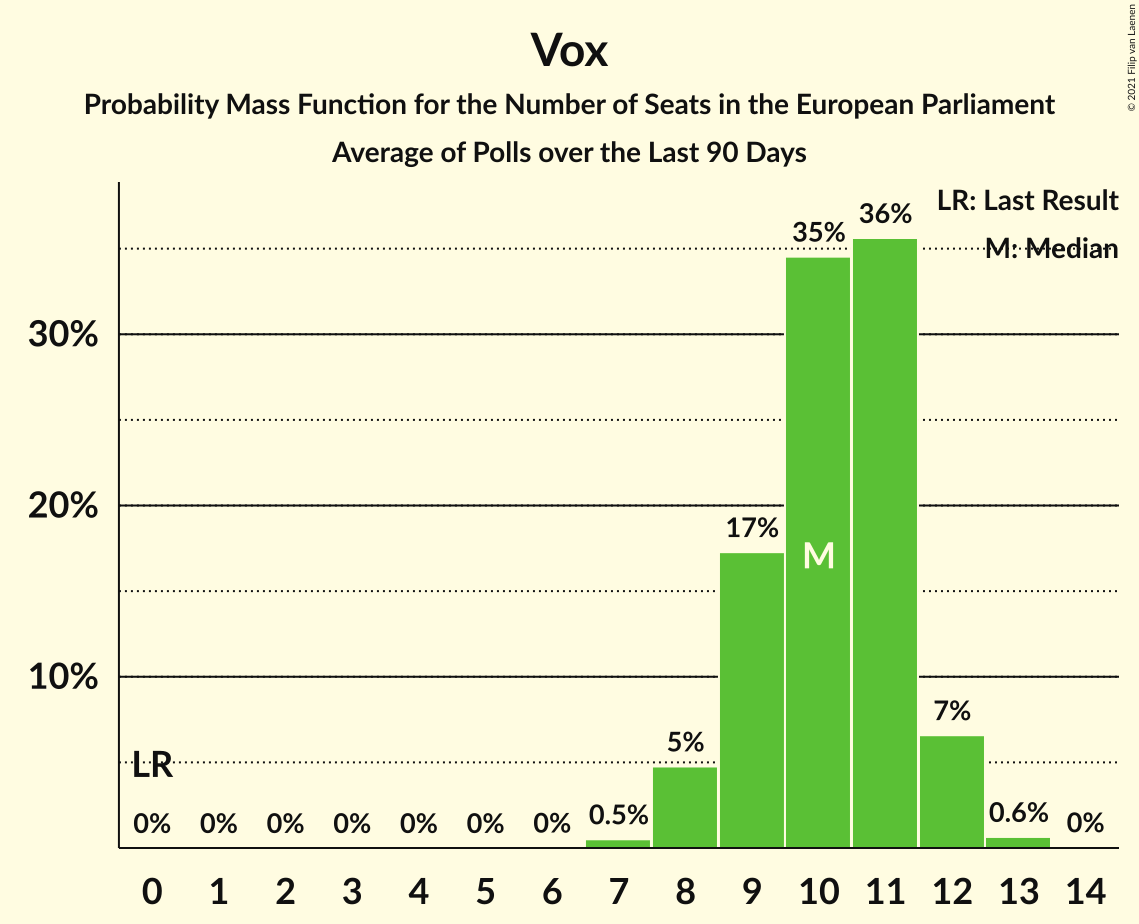 Vox
Probability Mass Function for the Number of Seats in the European Parliament
Average of Polls over the Last 90 Days
© 2021 Filip van Laenen
LR: Last Result
M: Median
30%
20%
10%
LR
0%
0%
0%
0%
0%
0%
0%
0.5%
5%
17%
35%
36%
7%
0.6%
0%
M
0 1 2 3 4 5 6 7 8 9 10 11 12 13 14